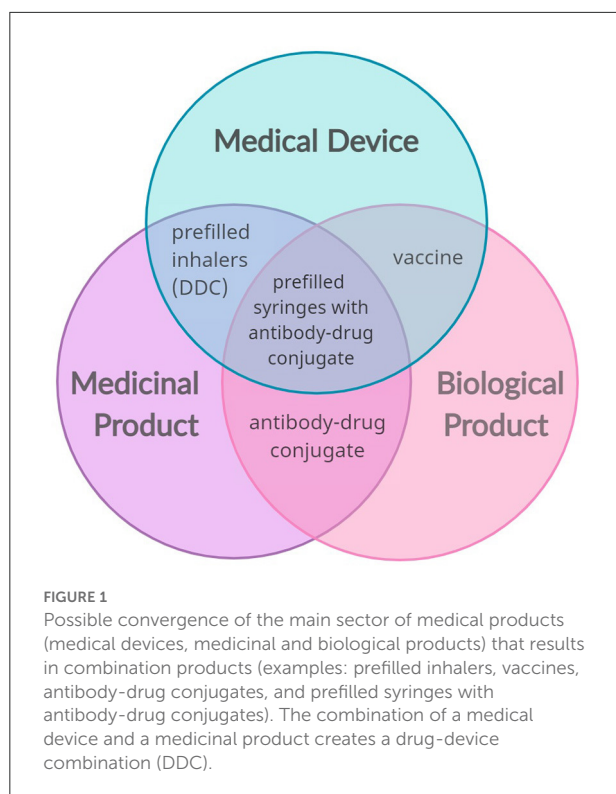 Medical Device
prefilled
inhalers
(DDC)
vaccine
prefilled
syringes with
antibody-drug
conjugate
Medicinal
Product
Biological
Product
antibody-drug
conjugate
FIGURE 1
Possible convergence of the main sector of medical products
(medical devices, medicinal and biological products) that results
in combination products (examples: prefilled inhalers, vaccines,
antibody-drug conjugates, and prefilled syringes with
antibody-drug conjugates). The combination of a medical
device and a medicinal product creates a drug-device
combination (DDC).